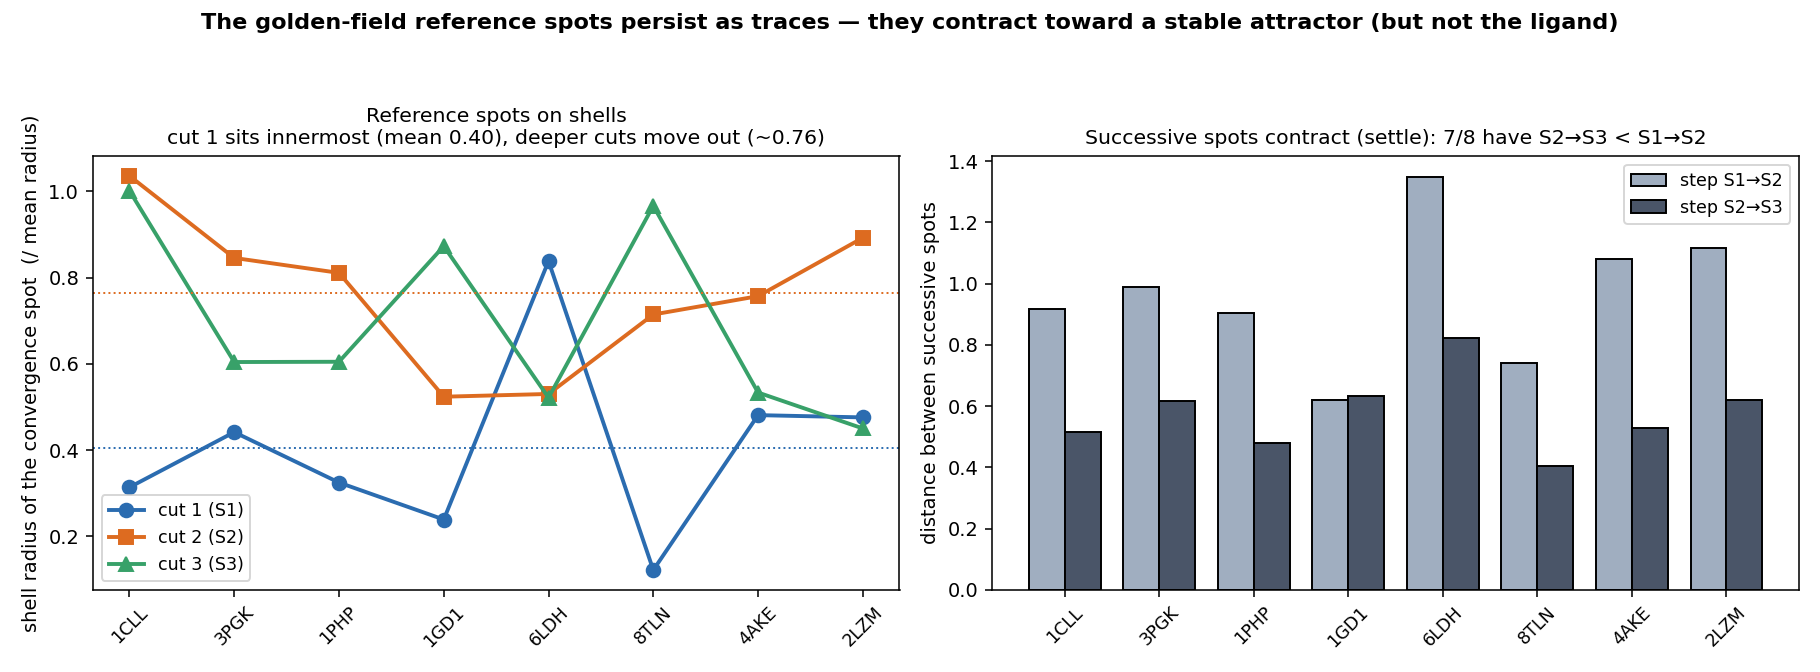 The golden-field reference spots persist as traces — they contract toward a stable attractor (but not the ligand)
Reference spots on shells
cut 1 sits innermost (mean 0.40), deeper cuts move out (~0.76)
shell radius of the convergence spot (/ mean radius)
1.0
0.8
0.6
0.4
0.2
cut 1 (S1)
cut 2 (S2)
cut 3 (S3)
1CLL
3PGK
1PHP
1GD1
6LDH
8TLN
4AKE
2LZM
Successive spots contract (settle): 7/8 have S2→S3 < S1→S2
distance between successive spots
1.4
1.2
1.0
0.8
0.6
0.4
0.2
0.0
step S1→S2
step S2→S3
1CLL
3PGK
1PHP
1GD1
6LDH
8TLN
4AKE
2LZM